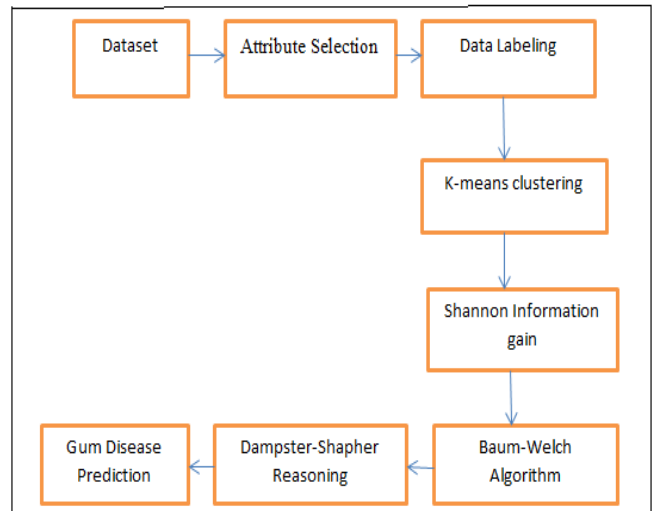 Dataset
Attribute Selection
Data Labeling
K-means clustering
Shannon Information
gain
Baum-Welch
Algorithm
Dampster-Shapher
Reasoning
Gum Disease
Prediction